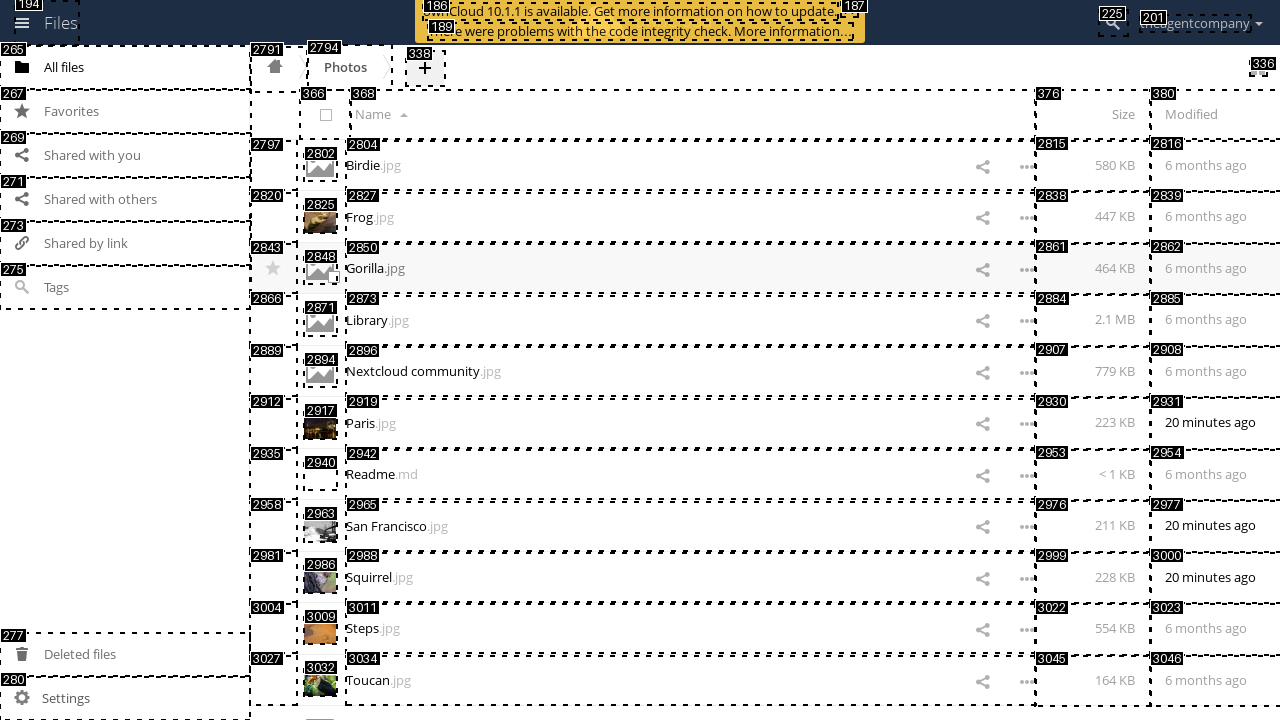 194
Files
186
ownCloud 10.1.1 is available. Get more information on how to update.
187
189
were problems with the code integrity check. More information…
225
201
theagentcompany
265
All files
267
Favorites
269
Shared with you
271
Shared with others
273
Shared by link
275
Tags
277
Deleted files
280
Settings
2791
2794
Photos
338
+
336
366
368
Name
376
Size
380
Modified
2797
2802
2804
Birdie.jpg
2815
580 KB
2816
6 months ago
2820
2825
2827
Frog.jpg
2838
447 KB
2839
6 months ago
2843
2848
2850
Gorilla.jpg
2861
464 KB
2862
6 months ago
2866
2871
2873
Library.jpg
2884
2.1 MB
2885
6 months ago
2889
2894
2896
Nextcloud community.jpg
2907
779 KB
2908
6 months ago
2912
2917
2919
Paris.jpg
2930
223 KB
2931
20 minutes ago
2935
2940
2942
Readme.md
2953
< 1 KB
2954
6 months ago
2958
2963
2965
San Francisco.jpg
2976
211 KB
2977
20 minutes ago
2981
2986
2988
Squirrel.jpg
2999
228 KB
3000
20 minutes ago
3004
3009
3011
Steps.jpg
3022
554 KB
3023
6 months ago
3027
3032
3034
Toucan.jpg
3045
164 KB
3046
6 months ago